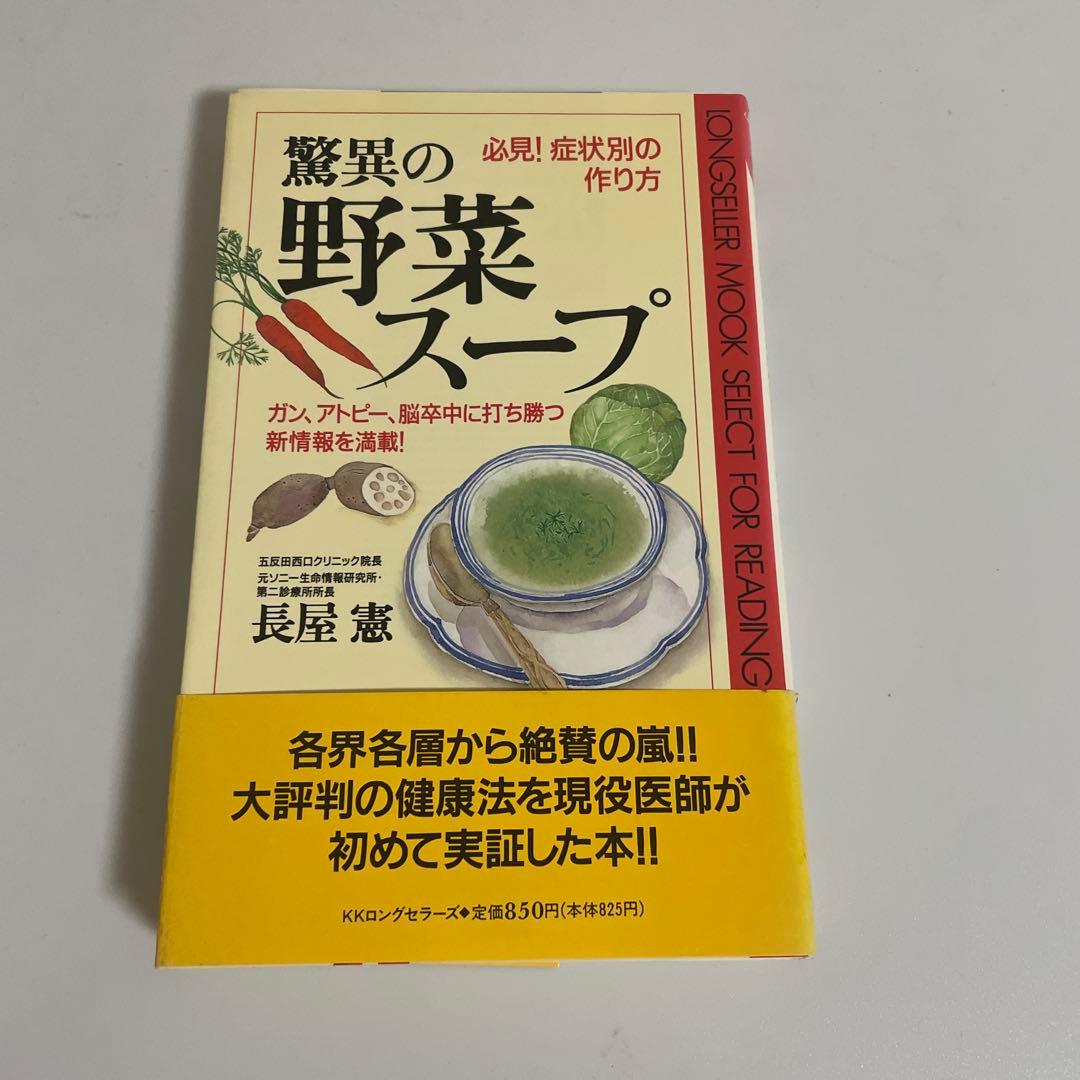 驚異の
野菜
スープ
必見!症状別の
作り方
ガン、アトピー、脳卒中に打ち勝つ
新情報を満載!
五反田西口クリニック院長
元ソニー生命情報研究所・
第二診療所所長
長屋 憲
LONGSELLER MOOK SELECT FOR READING
各界各層から絶賛の嵐!!
大評判の健康法を現役医師が
初めて実証した本!!
KKロングセラーズ◆定価850円(本体825円)